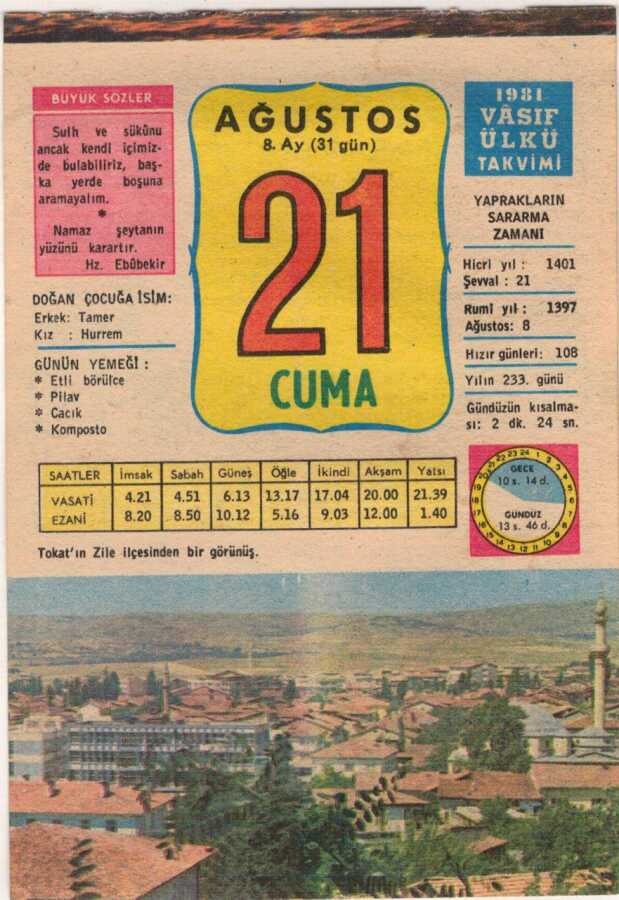 BÜYÜK SÖZLER
Sulh ve sükûnu
ancak kendi içimiz-
de bulabiliriz, baş-
ka yerde boşuna
aramayalım.
*
Namaz şeytanın
yüzünü karartır.
Hz. Ebûbekir
DOĞAN ÇOCUĞA İSİM:
Erkek: Tamer
Kız : Hurrem
GÜNÜN YEMEĞİ :
* Etli börülce
* Pilav
* Cacık
* Komposto
AĞUSTOS
8. Ay (31 gün)
21
CUMA
1981
VÂSIF
ÜLKÜ
TAKVİMİ
YAPRAKLARIN
SARARMA
ZAMANI
Hicri yıl : 1401
Şevval : 21
Rumi yıl : 1397
Ağustos: 8
Hızır günleri: 108
Yılın 233. günü
Gündüzün kısalma-
sı: 2 dk. 24 sn.
SAATLER İmsak Sabah Güneş Öğle İkindi Akşam Yatsı
VASATİ 4.21 4.51 6.13 13.17 17.04 20.00 21.39
EZANİ 8.20 8.50 10.12 5.16 9.03 12.00 1.40
GECE
10 s. 14 d.
GÜNDÜZ
13 s. 46 d.
Tokat'ın Zile ilçesinden bir görünüş.